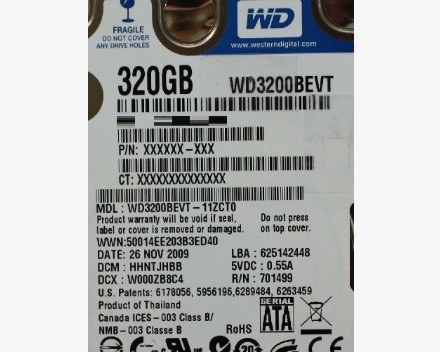 FRAGILE
DO NOT COVER
ANY DRIVE HOLES
WD
www.westerndigital.com
320GB WD3200BEVT
P/N: XXXXXX-XXX
CT: XXXXXXXXXXXXXX
MDL: WD3200BEVT-11ZCT0
Product warranty will be void if seal, Do not press
label or cover is removed or damaged. on top cover.
WWN:50014EE203B3ED40
DATE: 26 NOV 2009 LBA: 625142448
DCM: HHNTJHBB 5VDC: 0.55A
DCX: W000ZB8C4 R/N: 701499
U.S. Patents: 6178056, 5956196,6289484, 6263459
Product of Thailand
Canada ICES-003 Class B/
NMB-003 Classe B RoHS
SERIAL
ATA